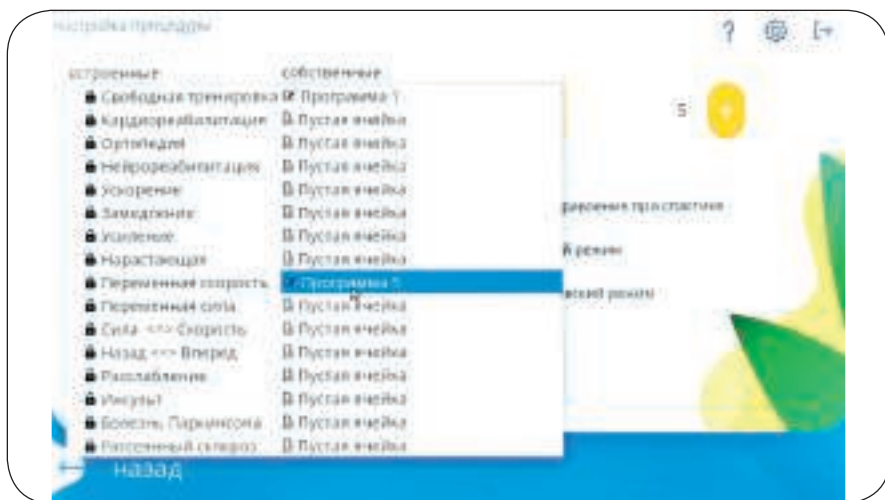 настройка процедуры
встроенные собственные
Свободная тренировка Программа 1
Кардиореабилитация Пустая ячейка
Ортопедия Пустая ячейка
Нейрореабилитация Пустая ячейка
Ускорение Пустая ячейка
Замедление Пустая ячейка
Усиление Пустая ячейка
Нарастающая Пустая ячейка
Переменная скорость Программа
Переменная сила Пустая ячейка
Сила <=> Скорость Пустая ячейка
Назад <=> Вперед Пустая ячейка
Расслабление Пустая ячейка
Инсульт Пустая ячейка
Болезнь Паркинсона Пустая ячейка
Рассеянный склероз Пустая ячейка
?
при спастике
й режим
режим
назад